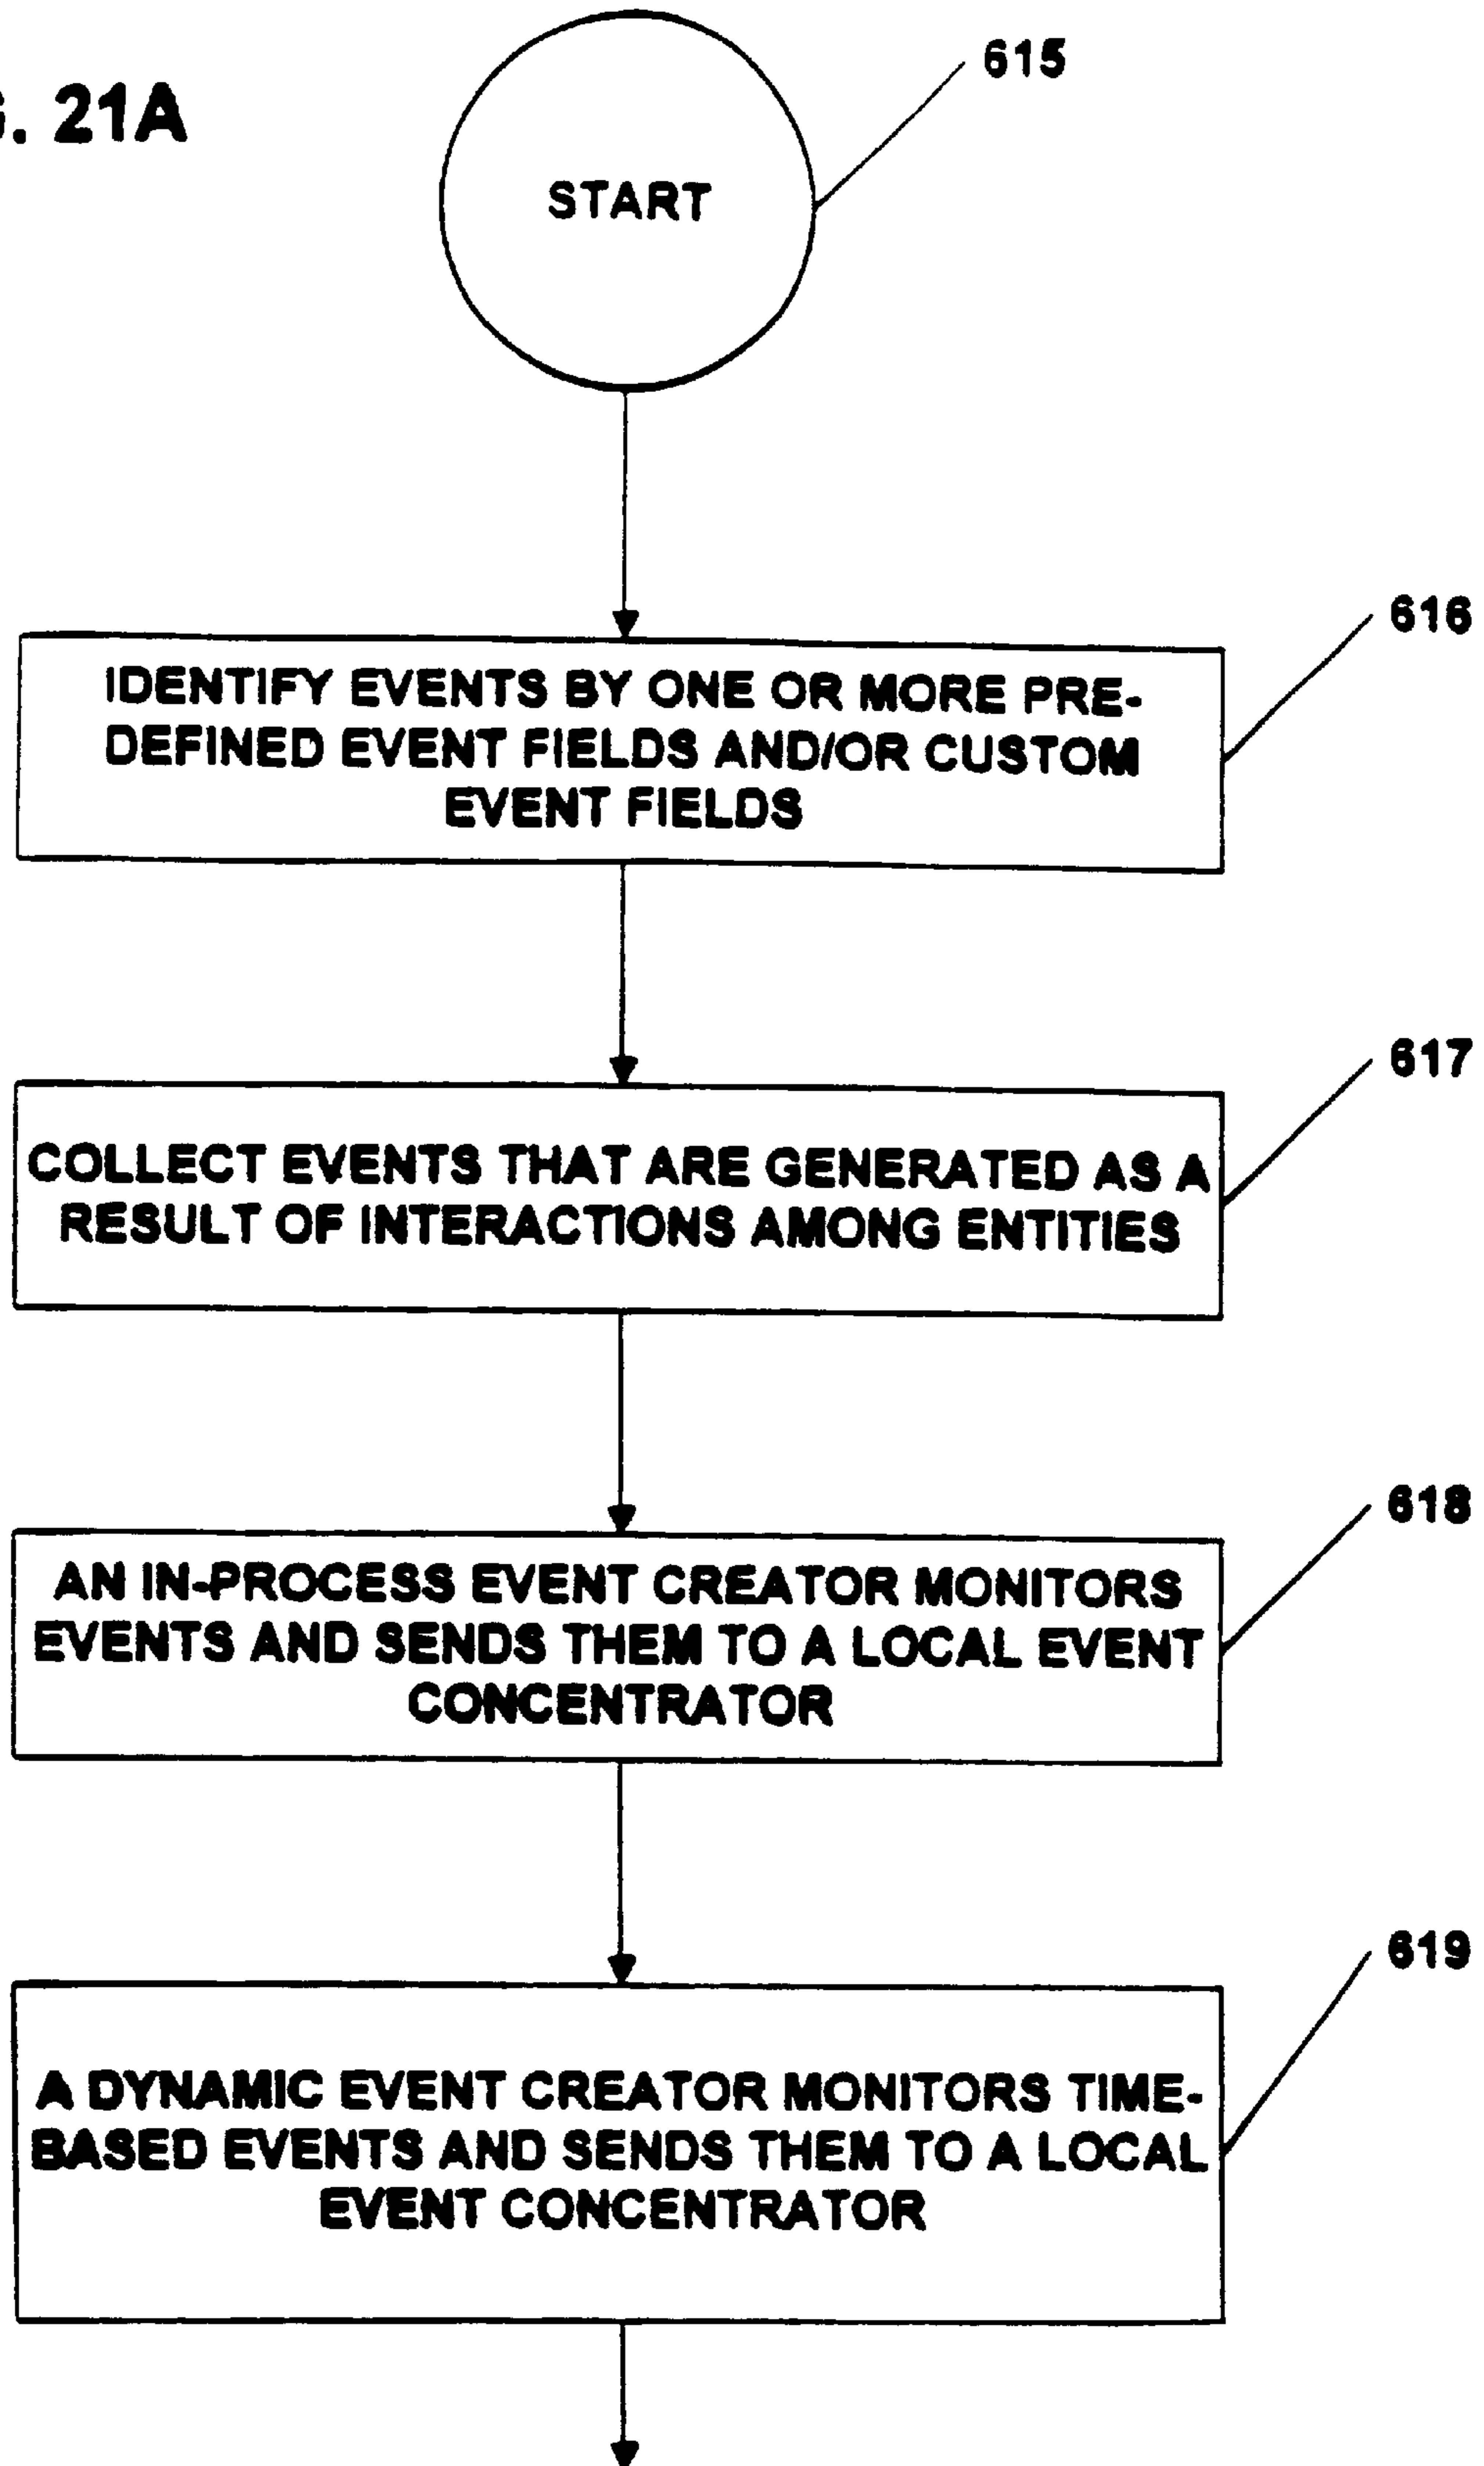 . 21A
615
START
616
IDENTIFY EVENTS BY ONE OR MORE PRE-
DEFINED EVENT FIELDS AND/OR CUSTOM
EVENT FIELDS
617
COLLECT EVENTS THAT ARE GENERATED AS A
RESULT OF INTERACTIONS AMONG ENTITIES
618
AN IN-PROCESS EVENT CREATOR MONITORS
EVENTS AND SENDS THEM TO A LOCAL EVENT
CONCENTRATOR
619
A DYNAMIC EVENT CREATOR MONITORS TIME-
BASED EVENTS AND SENDS THEM TO A LOCAL
EVENT CONCENTRATOR